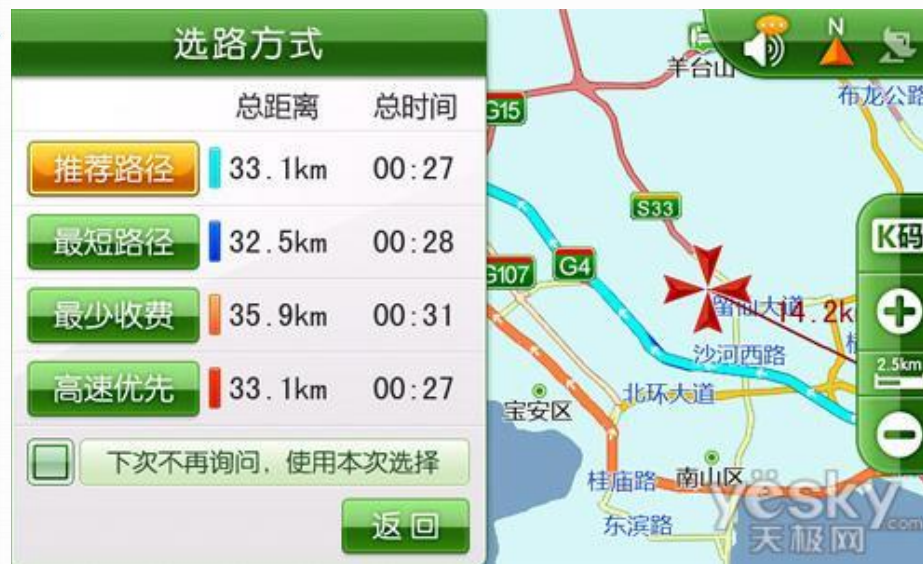 选路方式
总距离 总时间
推荐路径 33.1km 00:27
最短路径 32.5km 00:28
最少收费 35.9km 00:31
高速优先 33.1km 00:27
下次不再询问，使用本次选择
返回
N
羊台山
布龙公路
G15
S33
K码
G107
G4
留仙大道
14.2k
沙河西路
2.5km
北环大道
宝安区
桂庙路
南山区
东滨路
yesky
.com
天极网